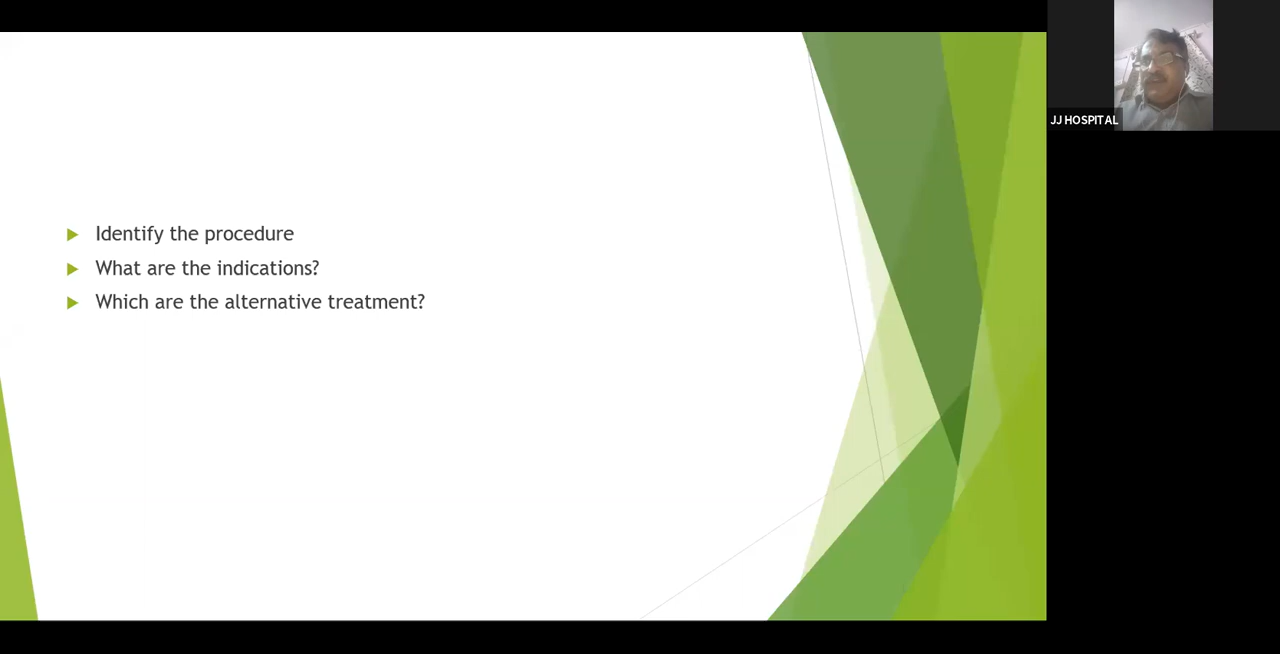 Identify the procedure
What are the indications?
Which are the alternative treatment?
JJ HOSPITAL